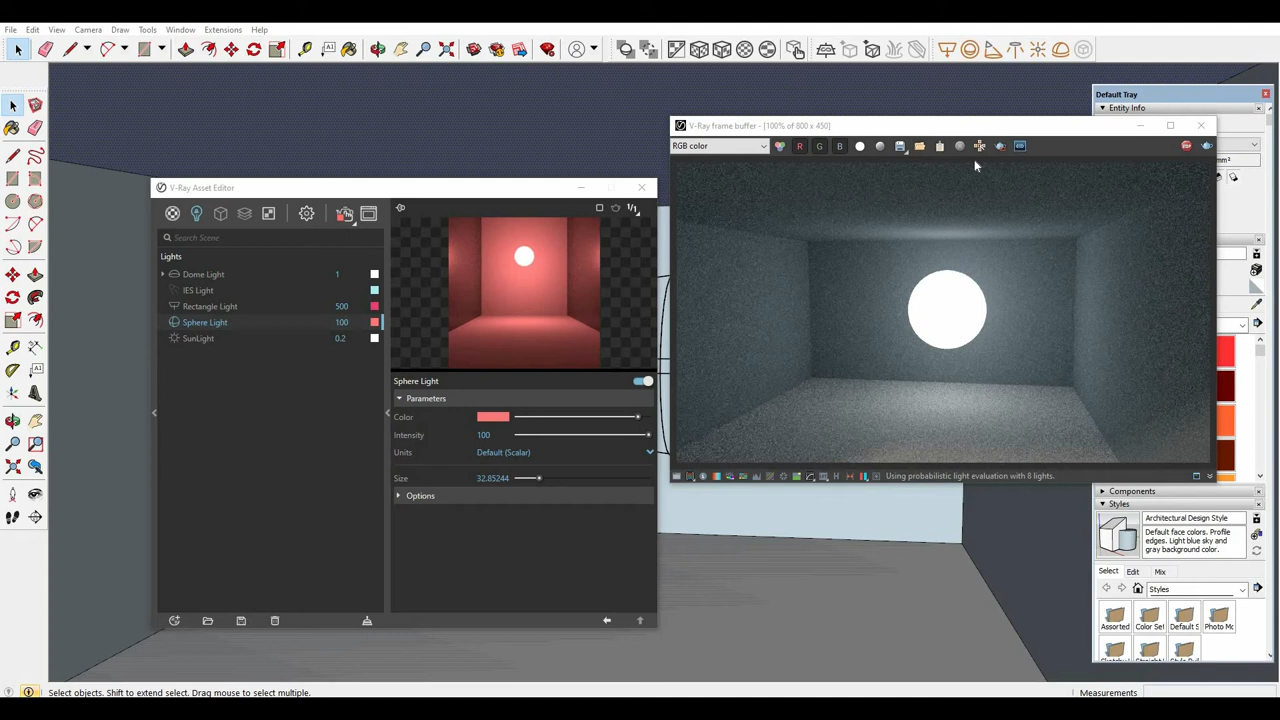 File Edit View Camera Draw Tools Window Extensions Help
Default Tray
Entity Info
V-Ray frame buffer - [100% of 800 x 450]
RGB color
R G B
V-Ray Asset Editor
1/1
Search Scene
Lights
Dome Light 1
IES Light
Rectangle Light 500
Sphere Light 100
SunLight 0.2
Sphere Light
Parameters
Color
Intensity 100
Units Default (Scalar)
Size 32.85244
Options
Using probabilistic light evaluation with 8 lights.
Components
Styles
Architectural Design Style
Default face colors. Profile
edges. Light blue sky and
gray background color.
Select Edit Mix
Styles
Assorted Color Set Default S Photo Mo
Select objects. Shift to extend select. Drag mouse to select multiple.
Measurements